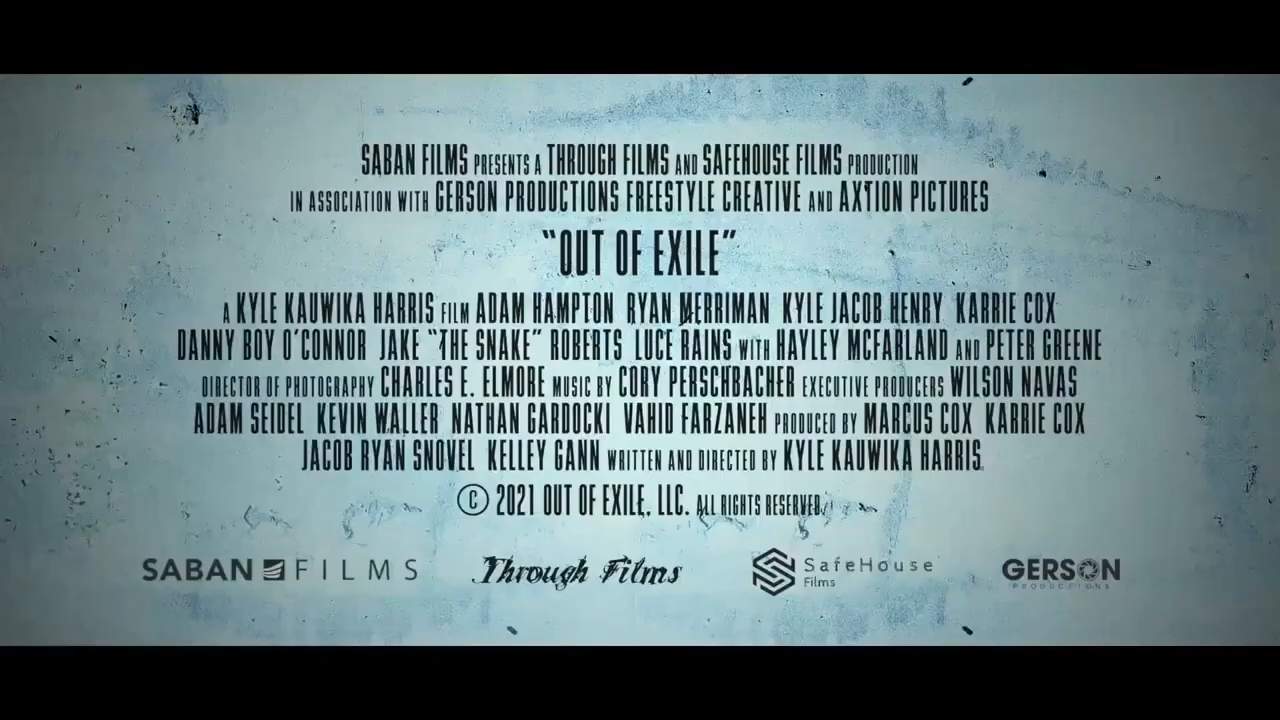 SABAN FILMS PRESENTS A THROUGH FILMS AND SAFEHOUSE FILMS PRODUCTION
IN ASSOCIATION WITH GERSON PRODUCTIONS FREESTYLE CREATIVE AND AXTION PICTURES
"OUT OF EXILE"
A KYLE KAUWIKA HARRIS FILM ADAM HAMPTON RYAN MERRIMAN KYLE JACOB HENRY KARRIE COX
DANNY BOY O'CONNOR JAKE "THE SNAKE" ROBERTS LUCE RAINS WITH HAYLEY MCFARLAND AND PETER GREENE
DIRECTOR OF PHOTOGRAPHY CHARLES E. ELMORE MUSIC BY CORY PERSCHBACHER EXECUTIVE PRODUCERS WILSON NAVAS
ADAM SEIDEL KEVIN WALLER NATHAN GARDOCKI VAHID FARZANEH PRODUCED BY MARCUS COX KARRIE COX
JACOB RYAN SNOVEL KELLEY GANN WRITTEN AND DIRECTED BY KYLE KAUWIKA HARRIS
© 2021 OUT OF EXILE, LLC. ALL RIGHTS RESERVED.
SABAN FILMS Through Films SafeHouse Films GERSON PRODUCTIONS